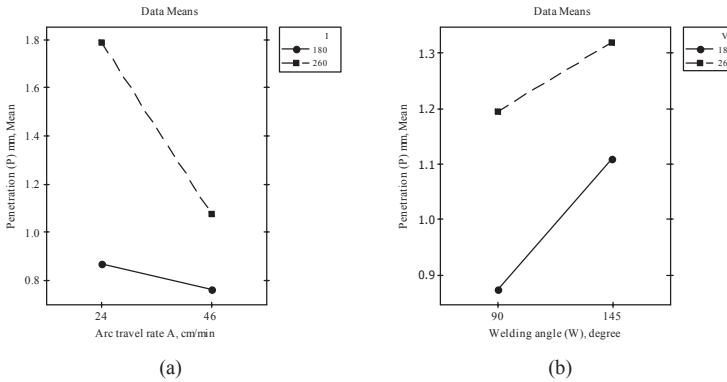 Data Means
1.8
1.6
1.4
1.2
1.0
0.8
Penetration (P) mm, Mean
24
46
Arc travel rate A, cm/min
I
180
260
(a)
Data Means
1.3
1.2
1.1
1.0
0.9
Penetration (P) mm, Mean
90
145
Welding angle (W), degree
V
18
26
(b)